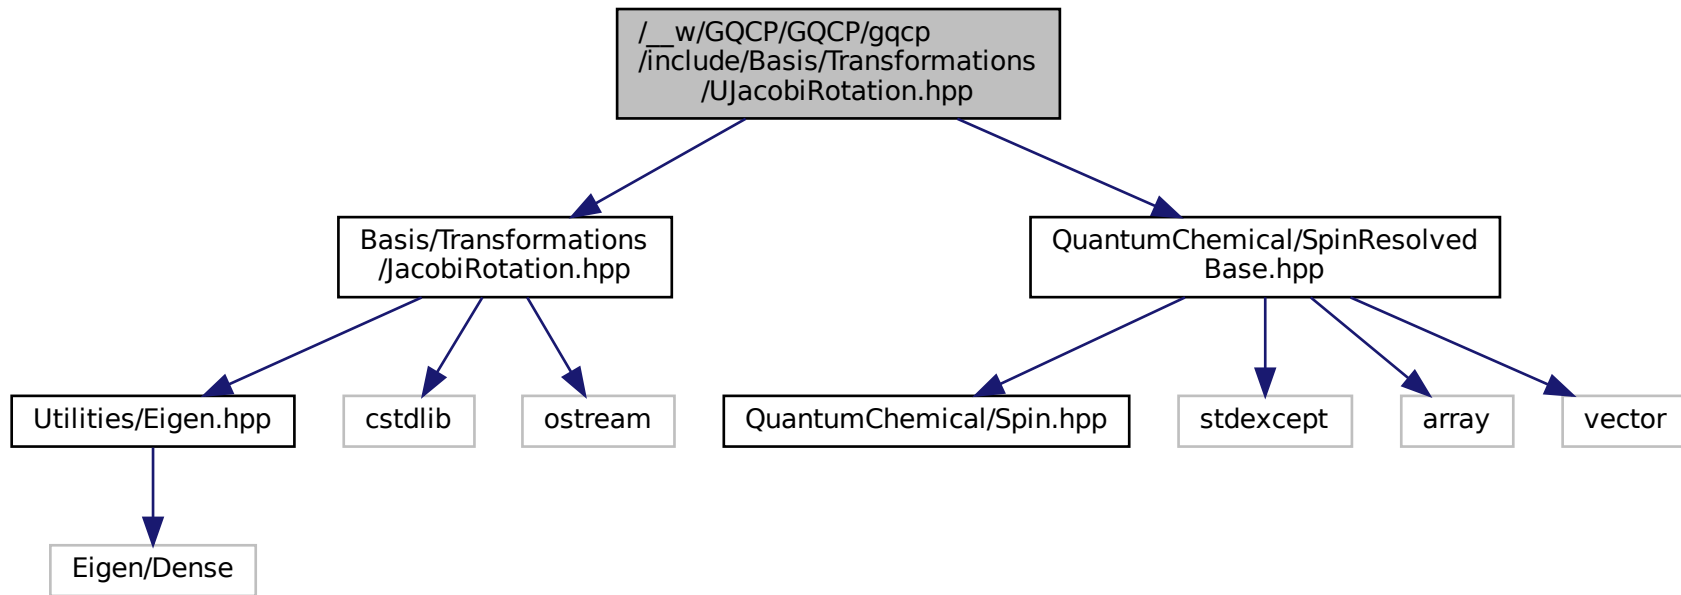 /__w/GQCP/GQCP/gqcp
/include/Basis/Transformations
/UJacobiRotation.hpp
Basis/Transformations
/JacobiRotation.hpp
QuantumChemical/SpinResolved
Base.hpp
Utilities/Eigen.hpp
cstdlib
ostream
QuantumChemical/Spin.hpp
stdexcept
array
vector
Eigen/Dense